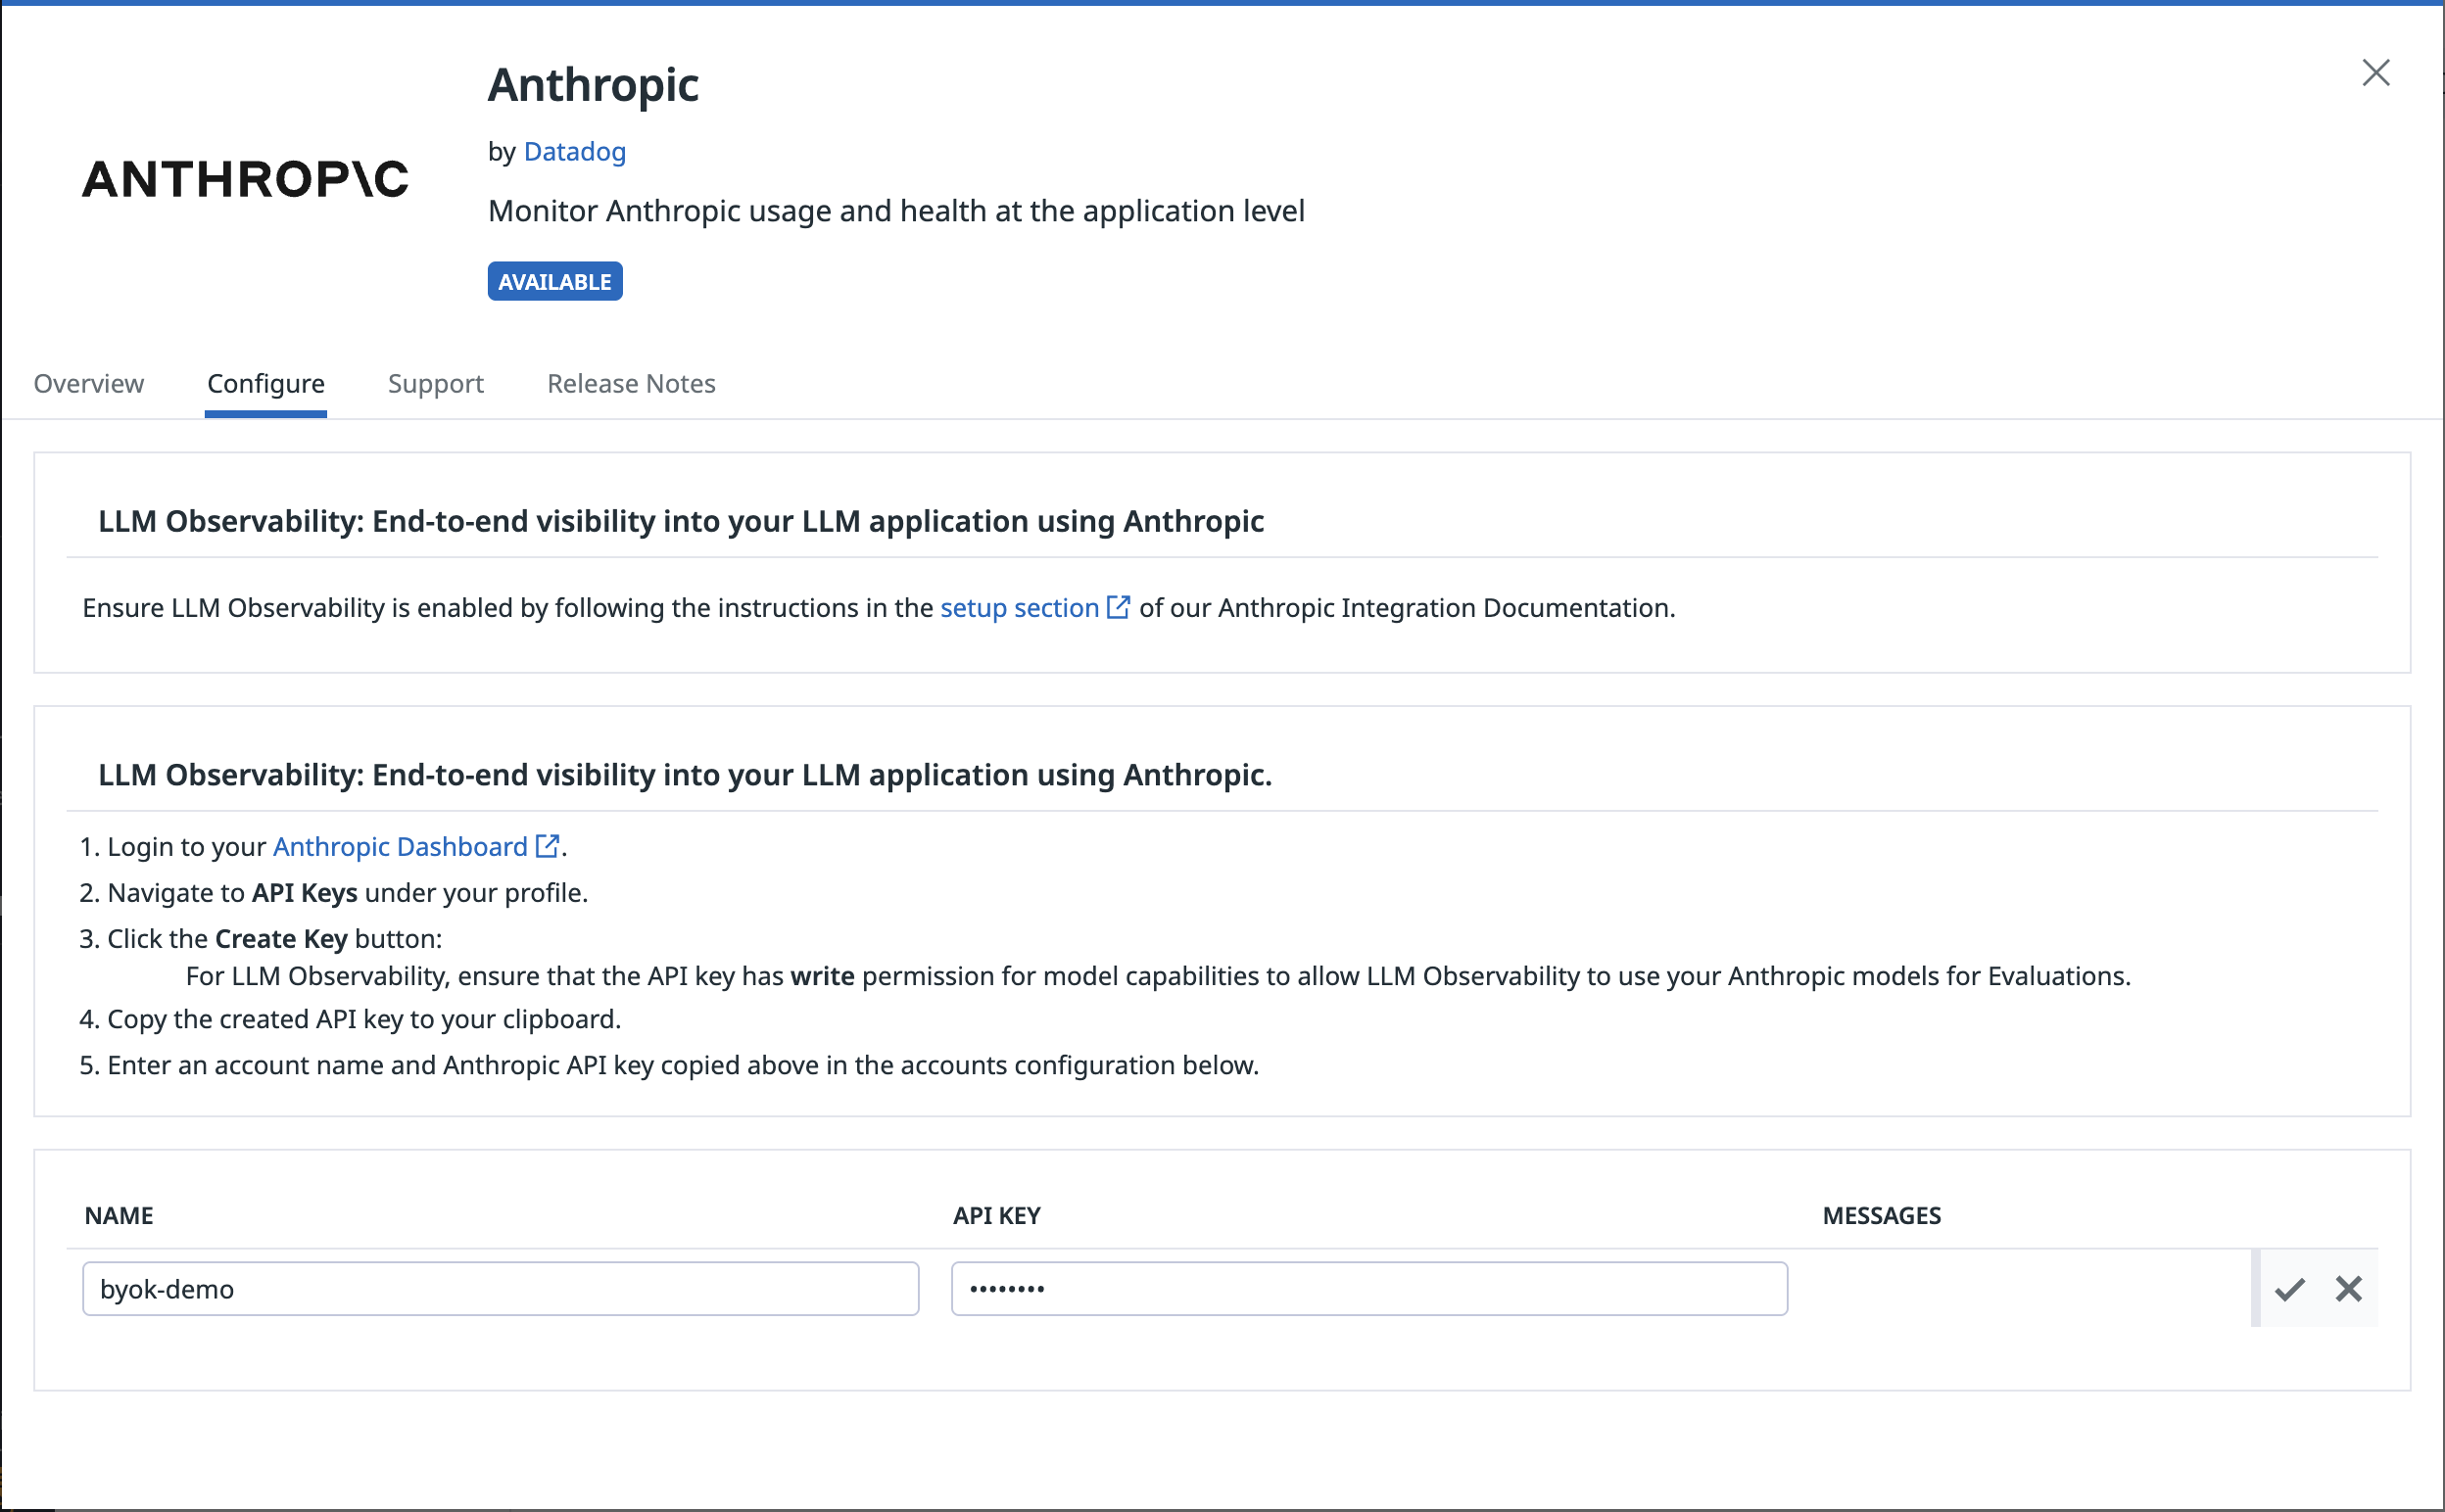 Anthropic
by Datadog
ANTHROP\C
Monitor Anthropic usage and health at the application level
AVAILABLE
Overview Configure Support Release Notes
LLM Observability: End-to-end visibility into your LLM application using Anthropic
Ensure LLM Observability is enabled by following the instructions in the setup section of our Anthropic Integration Documentation.
LLM Observability: End-to-end visibility into your LLM application using Anthropic.
1. Login to your Anthropic Dashboard.
2. Navigate to API Keys under your profile.
3. Click the Create Key button:
For LLM Observability, ensure that the API key has write permission for model capabilities to allow LLM Observability to use your Anthropic models for Evaluations.
4. Copy the created API key to your clipboard.
5. Enter an account name and Anthropic API key copied above in the accounts configuration below.
NAME API KEY MESSAGES
byok-demo ••••••••